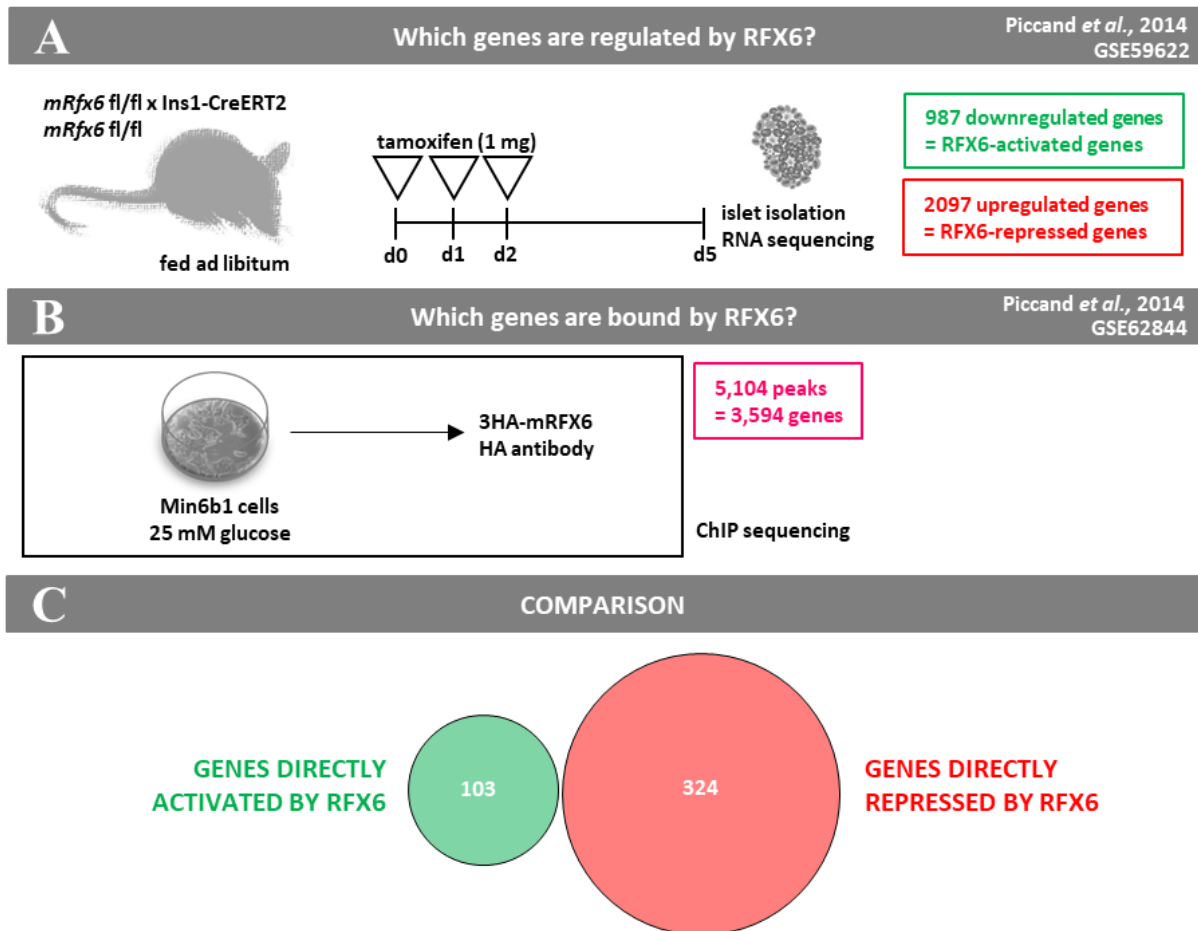 A
Which genes are regulated by RFX6?
Piccand et al., 2014
GSE59622
mRfx6 fl/fl x Ins1-CreERT2
mRfx6 fl/fl
fed ad libitum
tamoxifen (1 mg)
d0 d1 d2 d5
islet isolation
RNA sequencing
987 downregulated genes
= RFX6-activated genes
2097 upregulated genes
= RFX6-repressed genes
B
Which genes are bound by RFX6?
Piccand et al., 2014
GSE62844
Min6b1 cells
25 mM glucose
3HA-mRFX6
HA antibody
5,104 peaks
= 3,594 genes
ChIP sequencing
C
COMPARISON
GENES DIRECTLY
ACTIVATED BY RFX6
103
324
GENES DIRECTLY
REPRESSED BY RFX6